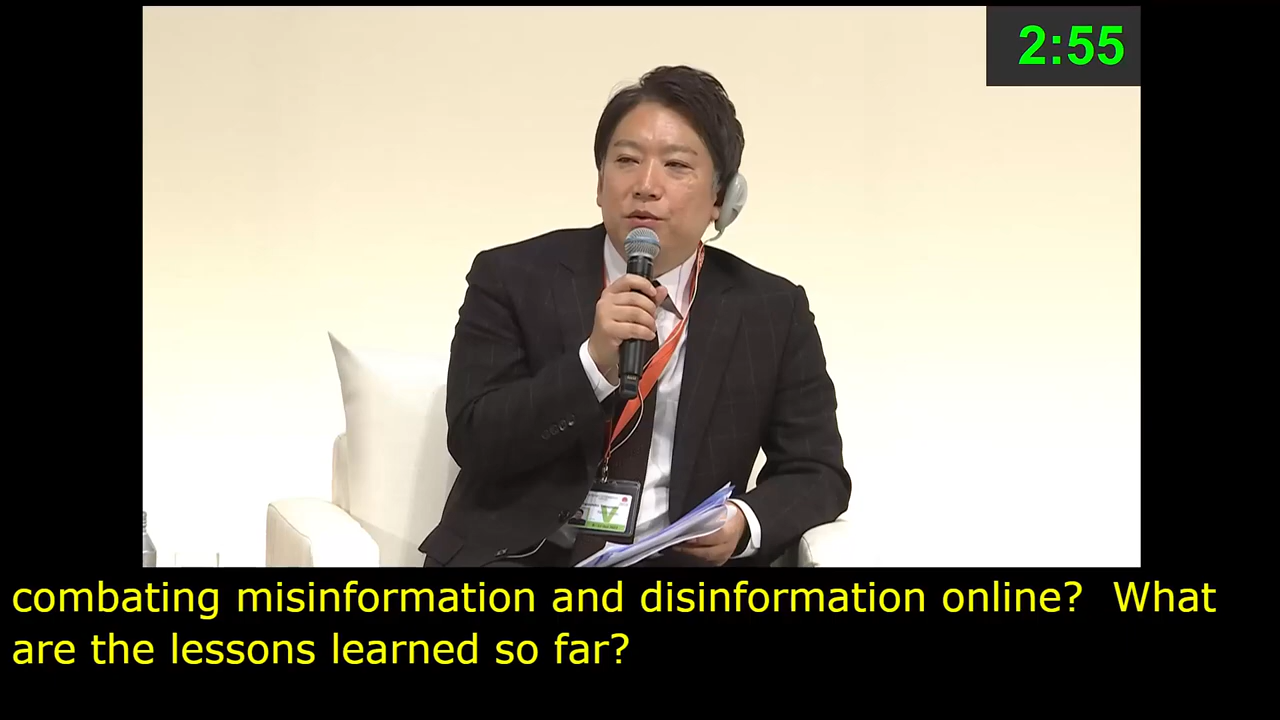 2:55
combating misinformation and disinformation online?  What
are the lessons learned so far?